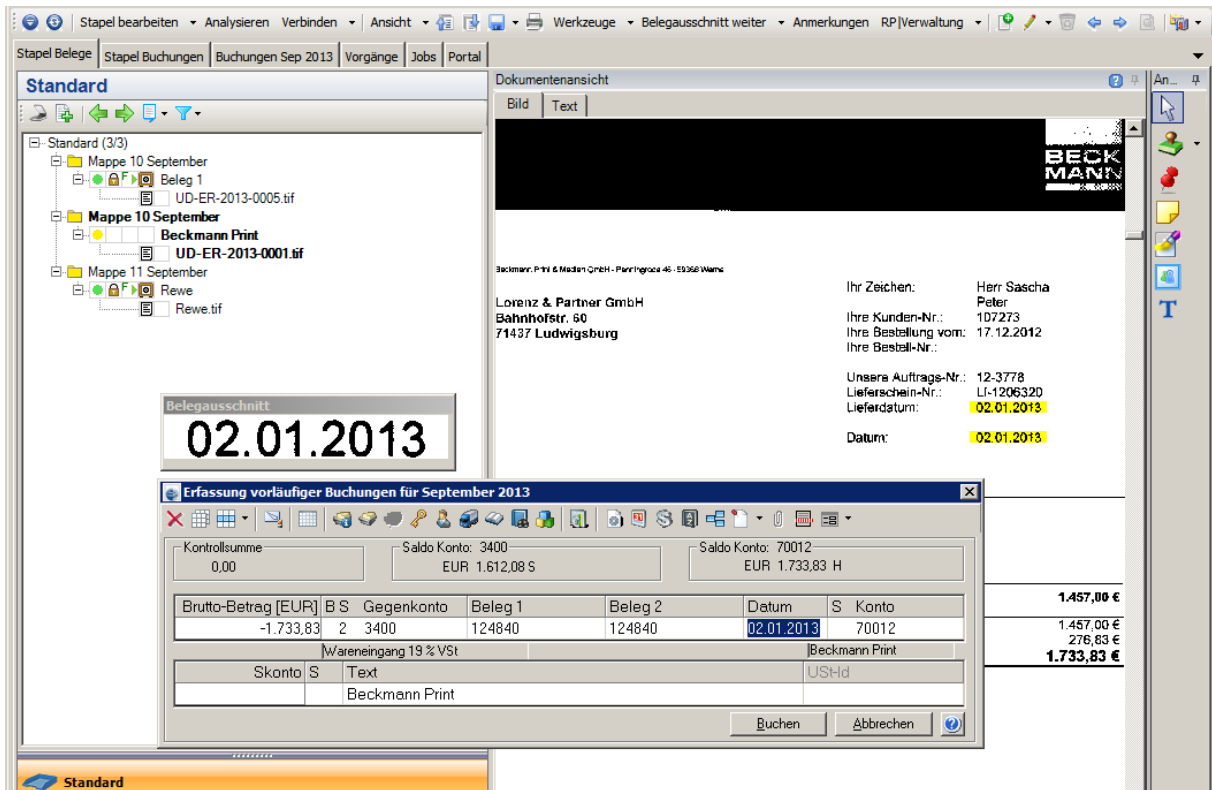 Stapel bearbeiten Analysieren Verbinden Ansicht Werkzeuge Belegausschnitt weiter Anmerkungen RP|Verwaltung
Stapel Belege Stapel Buchungen Buchungen Sep 2013 Vorgänge Jobs Portal
Standard
Standard (3/3)
Mappe 10 September
F Beleg 1
UD-ER-2013-0005.tif
Mappe 10 September
Beckmann Print
UD-ER-2013-0001.tif
Mappe 11 September
F Rewe
Rewe.tif
Dokumentenansicht
An...
Bild Text
BECK
MANN
T
Lorenz & Partner GmbH
Bahnhofstr. 60
71437 Ludwigsburg
Ihr Zeichen: Herr Sascha
Peter
Ihre Kunden-Nr.: 107273
Ihre Bestellung vom: 17.12.2012
Ihre Bestell-Nr.:
Unsere Auftrags-Nr.: 12-3778
Lieferschein-Nr.: LI-1206320
Lieferdatum: 02.01.2013
Datum: 02.01.2013
Belegausschnitt
02.01.2013
Erfassung vorläufiger Buchungen für September 2013
Kontrollsumme
0,00
Saldo Konto: 3400
EUR 1.612,08 S
Saldo Konto: 70012
EUR 1.733,83 H
Brutto-Betrag [EUR] B S Gegenkonto Beleg 1 Beleg 2 Datum S Konto
-1.733,83 2 3400 124840 124840 02.01.2013 70012
Wareneingang 19 % VSt Beckmann Print
Skonto S Text USt-Id
Beckmann Print
Buchen Abbrechen
1.457,00 €
1.457,00 €
276,83 €
1.733,83 €
Standard